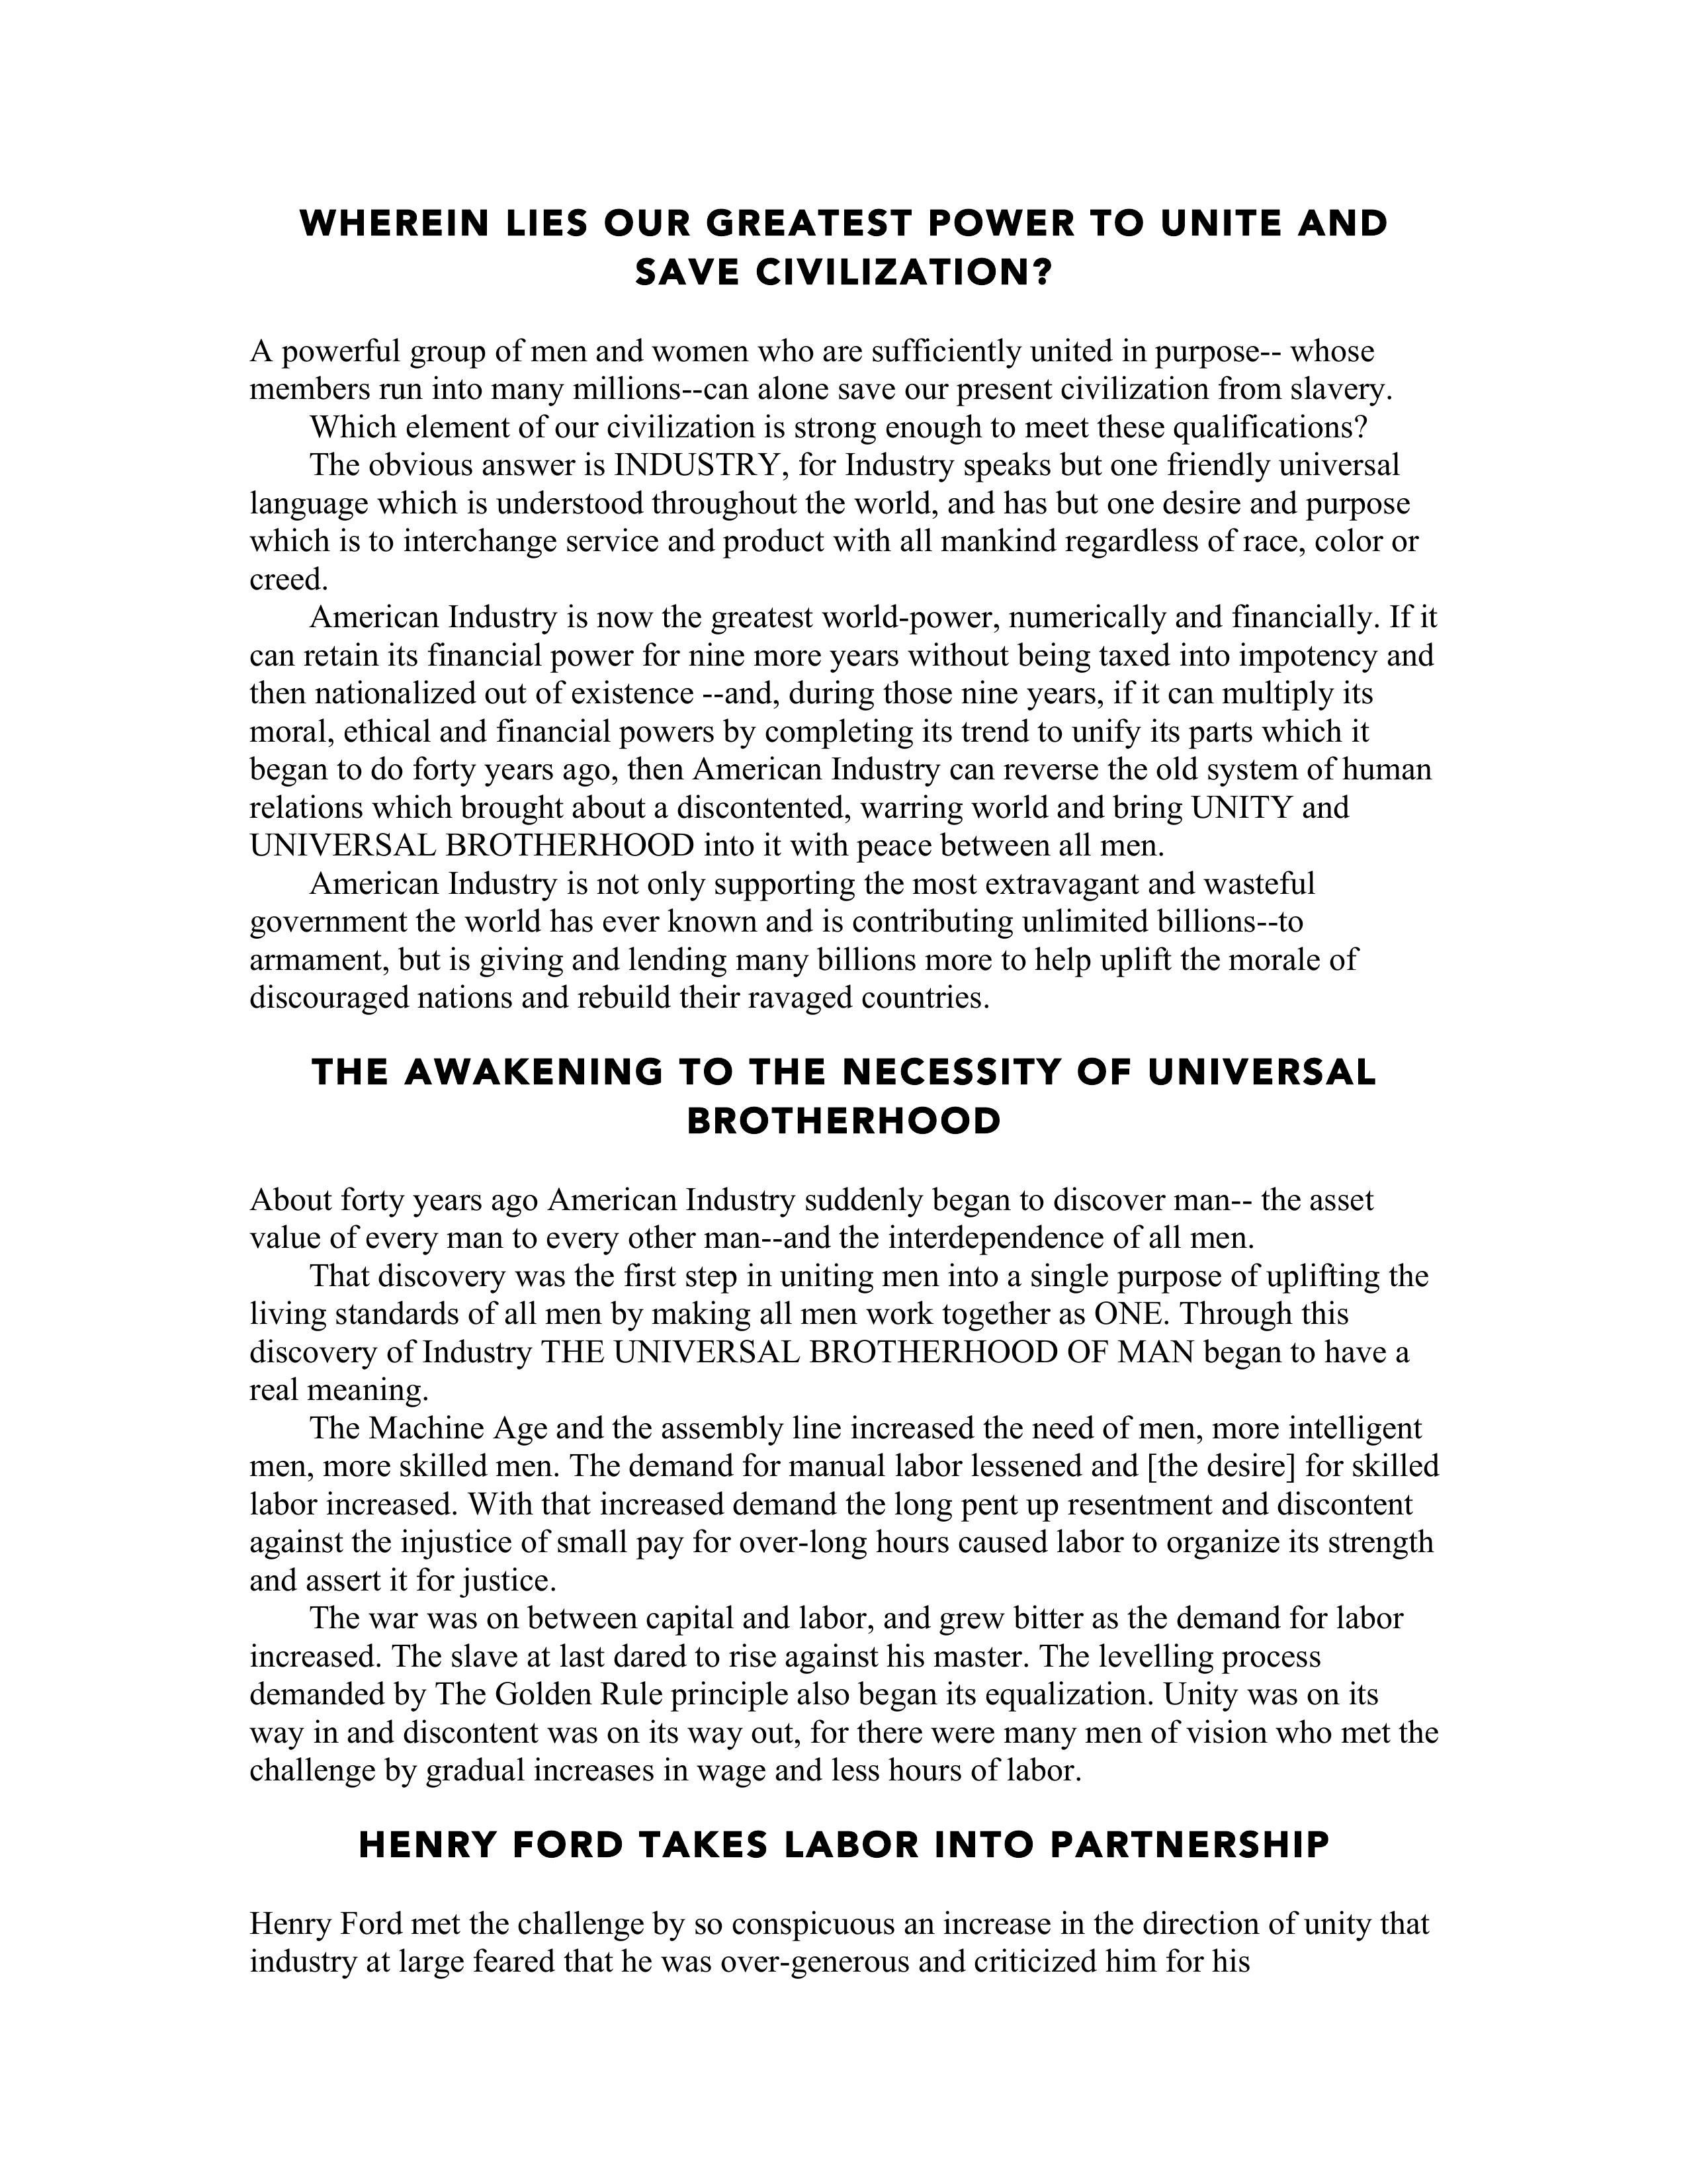 WHEREIN LIES OUR GREATEST POWER TO UNITE AND
SAVE CIVILIZATION?
A powerful group of men and women who are sufficiently united in purpose-- whose
members run into many millions--can alone save our present civilization from slavery.
Which element of our civilization is strong enough to meet these qualifications?
The obvious answer is INDUSTRY, for Industry speaks but one friendly universal
language which is understood throughout the world, and has but one desire and purpose
which is to interchange service and product with all mankind regardless of race, color or
creed.
American Industry is now the greatest world-power, numerically and financially. If it
can retain its financial power for nine more years without being taxed into impotency and
then nationalized out of existence --and, during those nine years, if it can multiply its
moral, ethical and financial powers by completing its trend to unify its parts which it
began to do forty years ago, then American Industry can reverse the old system of human
relations which brought about a discontented, warring world and bring UNITY and
UNIVERSAL BROTHERHOOD into it with peace between all men.
American Industry is not only supporting the most extravagant and wasteful
government the world has ever known and is contributing unlimited billions--to
armament, but is giving and lending many billions more to help uplift the morale of
discouraged nations and rebuild their ravaged countries.
THE AWAKENING TO THE NECESSITY OF UNIVERSAL
BROTHERHOOD
About forty years ago American Industry suddenly began to discover man-- the asset
value of every man to every other man--and the interdependence of all men.
That discovery was the first step in uniting men into a single purpose of uplifting the
living standards of all men by making all men work together as ONE. Through this
discovery of Industry THE UNIVERSAL BROTHERHOOD OF MAN began to have a
real meaning.
The Machine Age and the assembly line increased the need of men, more intelligent
men, more skilled men. The demand for manual labor lessened and [the desire] for skilled
labor increased. With that increased demand the long pent up resentment and discontent
against the injustice of small pay for over-long hours caused labor to organize its strength
and assert it for justice.
The war was on between capital and labor, and grew bitter as the demand for labor
increased. The slave at last dared to rise against his master. The levelling process
demanded by The Golden Rule principle also began its equalization. Unity was on its
way in and discontent was on its way out, for there were many men of vision who met the
challenge by gradual increases in wage and less hours of labor.
HENRY FORD TAKES LABOR INTO PARTNERSHIP
Henry Ford met the challenge by so conspicuous an increase in the direction of unity that
industry at large feared that he was over-generous and criticized him for his